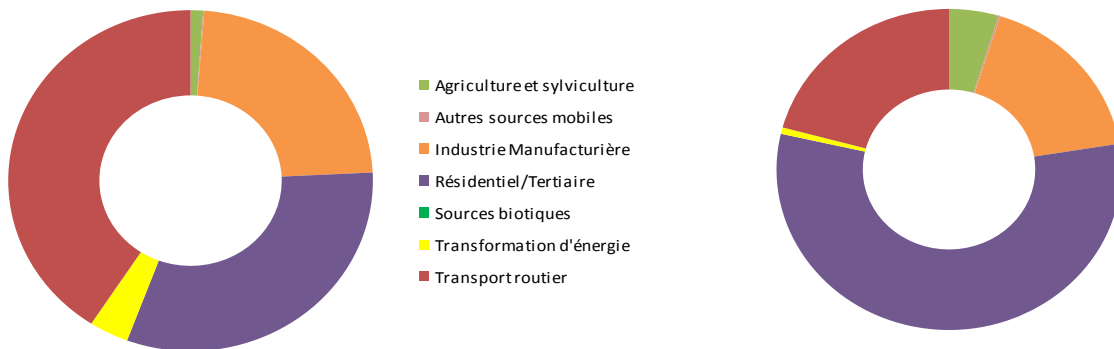 Agriculture et sylviculture
Autres sources mobiles
Industrie Manufacturière
Résidentiel/Tertiaire
Sources biotiques
Transformation d'énergie
Transport routier